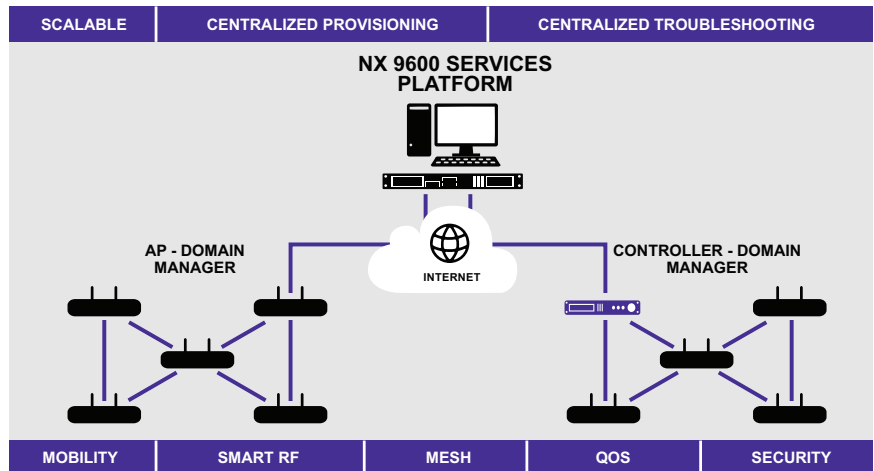 SCALABLE
CENTRALIZED PROVISIONING
CENTRALIZED TROUBLESHOOTING
NX 9600 SERVICES
PLATFORM
INTERNET
AP - DOMAIN
MANAGER
CONTROLLER - DOMAIN
MANAGER
MOBILITY
SMART RF
MESH
QOS
SECURITY